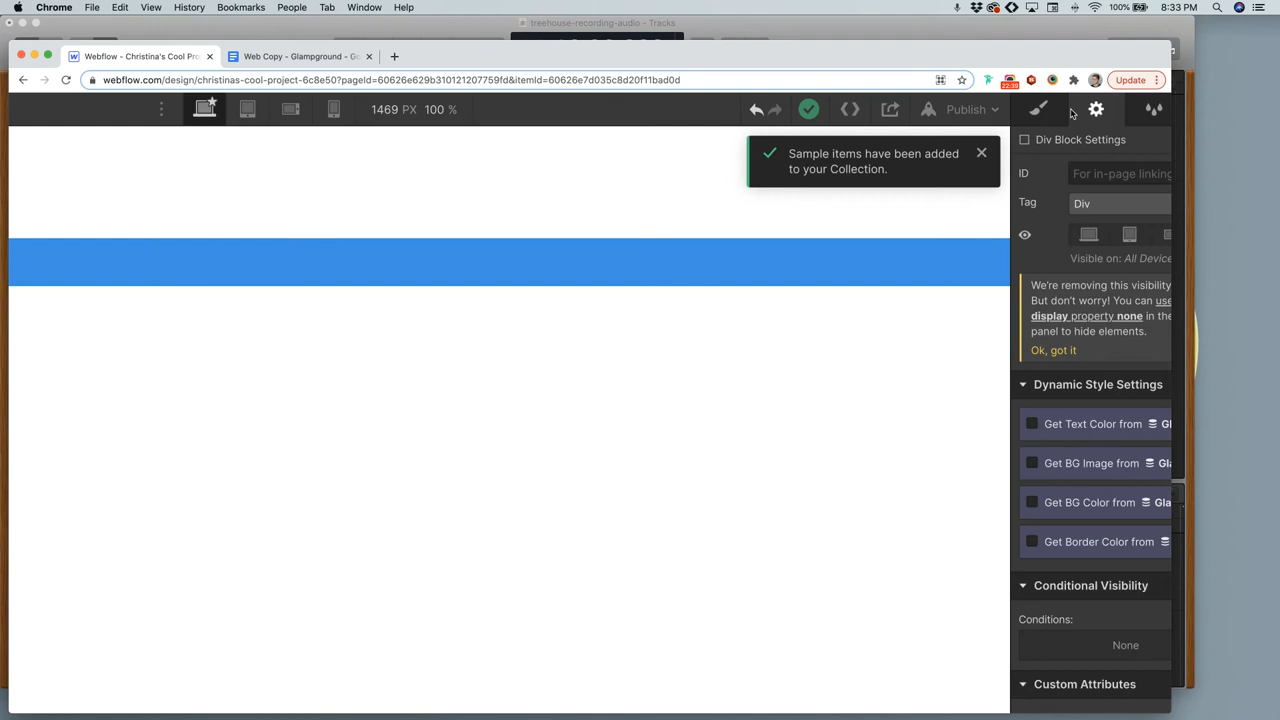 Chrome File Edit View History Bookmarks People Tab Window Help 100% 8:33 PM
treehouse-recording-audio - Tracks
Webflow - Christina's Cool Pro Web Copy - Glampground - Go
webflow.com/design/christinas-cool-project-6c8e50?pageId=60626e629b310121207759fd&itemId=60626e7d035c8d20f11bad0d Update
1469 PX 100 % Publish
Sample items have been added
to your Collection.
Div Block Settings
ID For in-page linking
Tag Div
Visible on: All Device
We're removing this visibility
But don't worry! You can use
display property none in the
panel to hide elements.
Ok, got it
Dynamic Style Settings
Get Text Color from Gl
Get BG Image from Gla
Get BG Color from Gla
Get Border Color from
Conditional Visibility
Conditions:
None
Custom Attributes